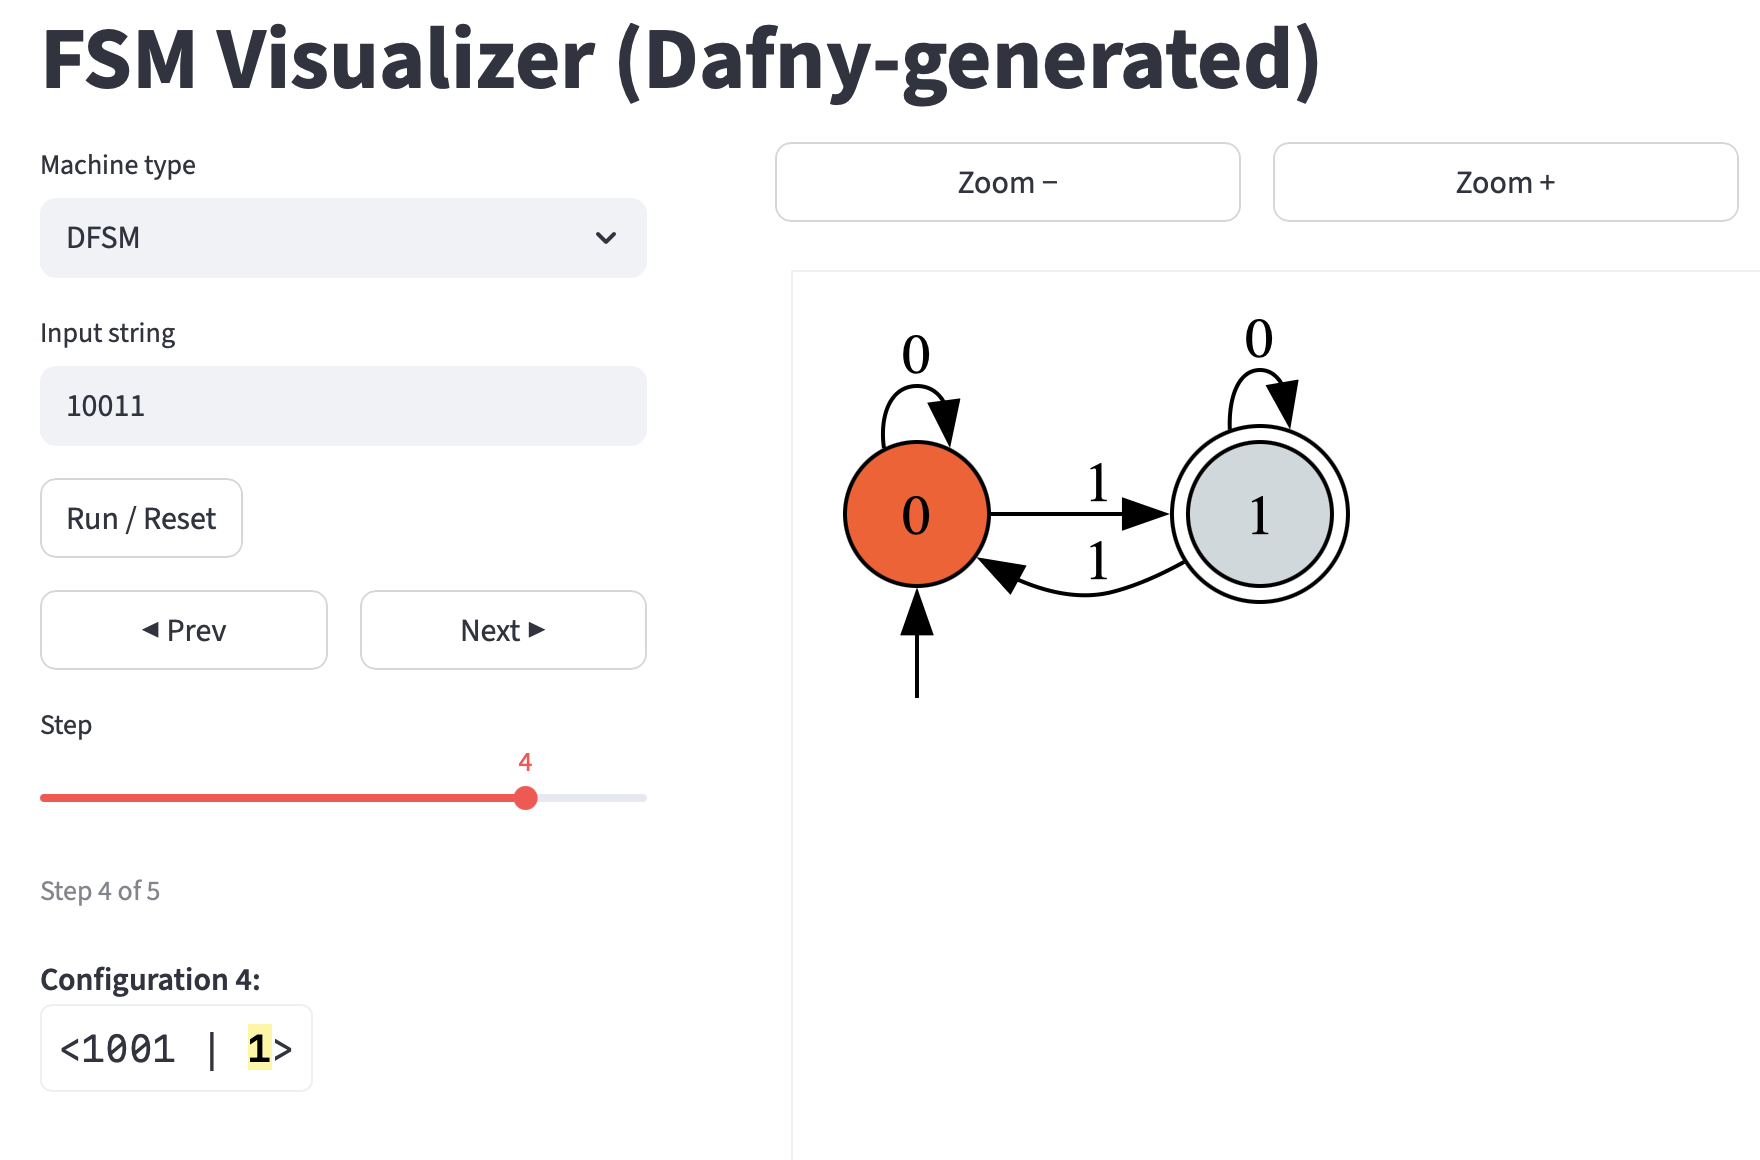 FSM Visualizer (Dafny-generated)
Machine type
DFSM
Input string
10011
Run / Reset
◀ Prev
Next ▶
Step
4
Step 4 of 5
Configuration 4:
<1001 | 1>
Zoom −
Zoom +
0
0
1
0
1
1